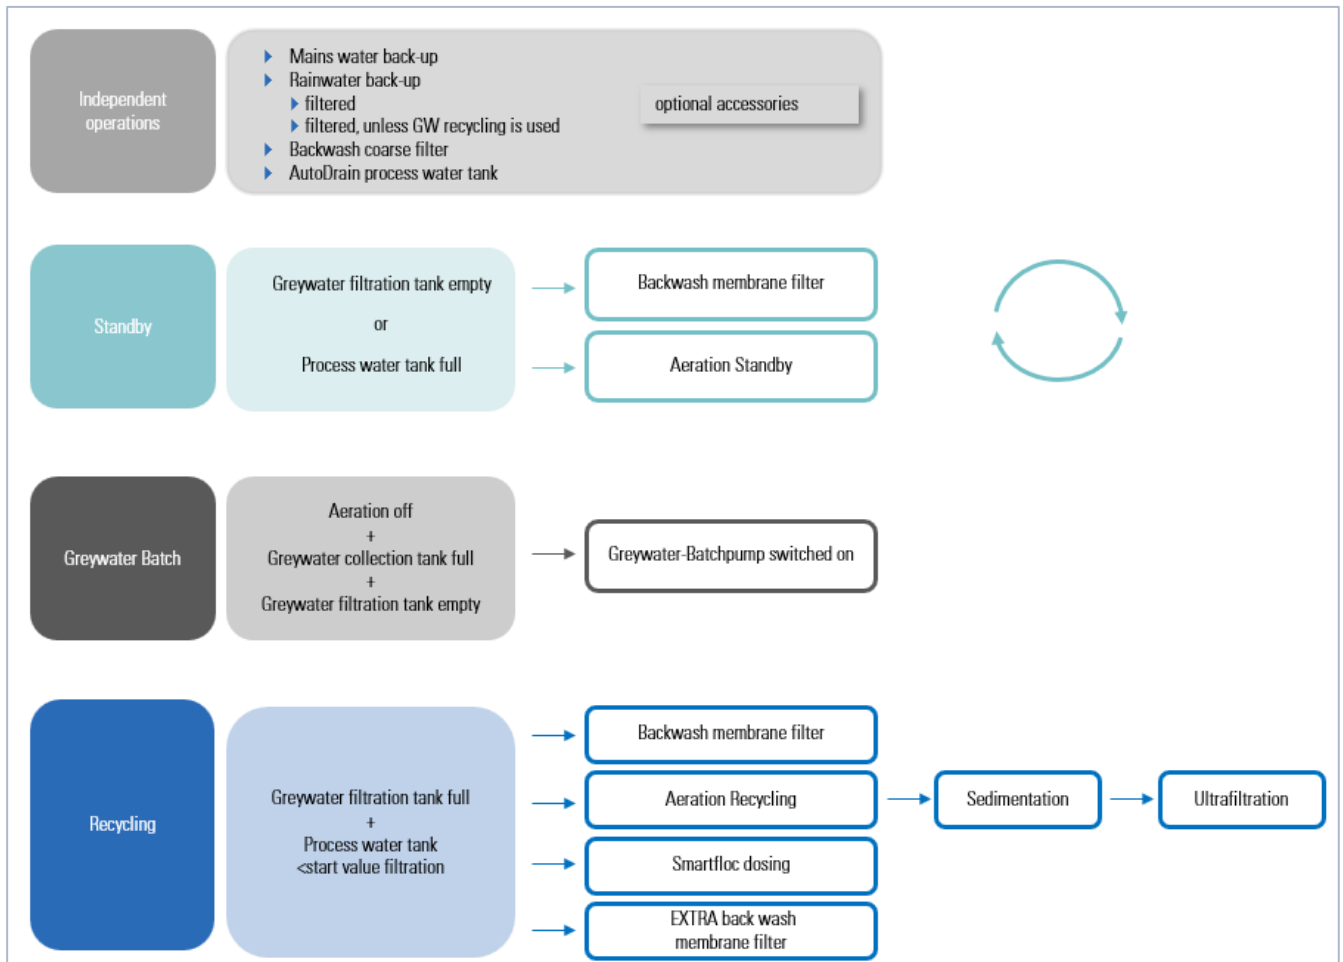 Independent
operations
Mains water back-up
Rainwater back-up
filtered
filtered, unless GW recycling is used
Backwash coarse filter
AutoDrain process water tank
optional accessories
Standby
Greywater filtration tank empty
or
Process water tank full
Backwash membrane filter
Aeration Standby
Greywater Batch
Aeration off
+
Greywater collection tank full
+
Greywater filtration tank empty
Greywater-Batchpump switched on
Recycling
Greywater filtration tank full
+
Process water tank
<start value filtration
Backwash membrane filter
Aeration Recycling
Sedimentation
Ultrafiltration
Smartfloc dosing
EXTRA back wash
membrane filter